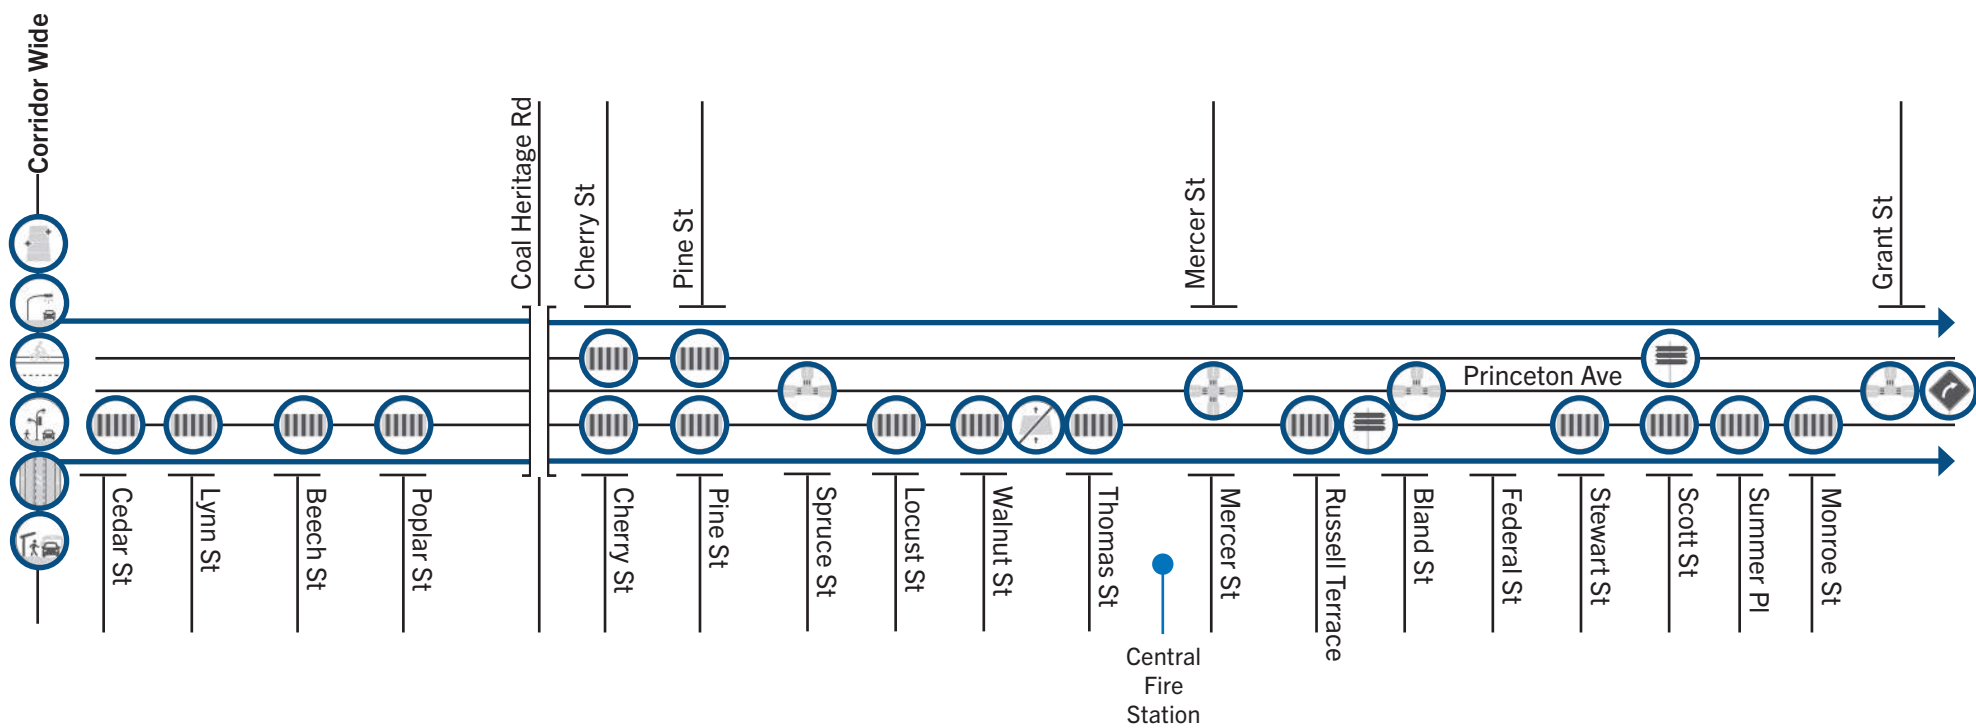 Corridor Wide
Coal Heritage Rd
Cherry St
Pine St
Mercer St
Grant St
Princeton Ave
Cedar St
Lynn St
Beech St
Poplar St
Cherry St
Pine St
Spruce St
Locust St
Walnut St
Thomas St
Mercer St
Russell Terrace
Bland St
Federal St
Stewart St
Scott St
Summer Pl
Monroe St
Central
Fire
Station